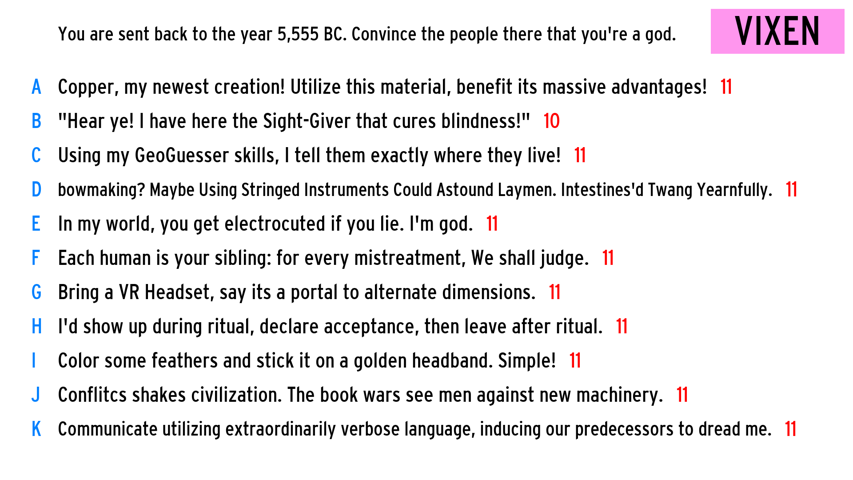 You are sent back to the year 5,555 BC. Convince the people there that you're a god.
VIXEN
A Copper, my newest creation! Utilize this material, benefit its massive advantages! 11
B "Hear ye! I have here the Sight-Giver that cures blindness!" 10
C Using my GeoGuesser skills, I tell them exactly where they live! 11
D bowmaking? Maybe Using Stringed Instruments Could Astound Laymen. Intestines'd Twang Yearnfully. 11
E In my world, you get electrocuted if you lie. I'm god. 11
F Each human is your sibling: for every mistreatment, We shall judge. 11
G Bring a VR Headset, say its a portal to alternate dimensions. 11
H I'd show up during ritual, declare acceptance, then leave after ritual. 11
I Color some feathers and stick it on a golden headband. Simple! 11
J Conflitcs shakes civilization. The book wars see men against new machinery. 11
K Communicate utilizing extraordinarily verbose language, inducing our predecessors to dread me. 11